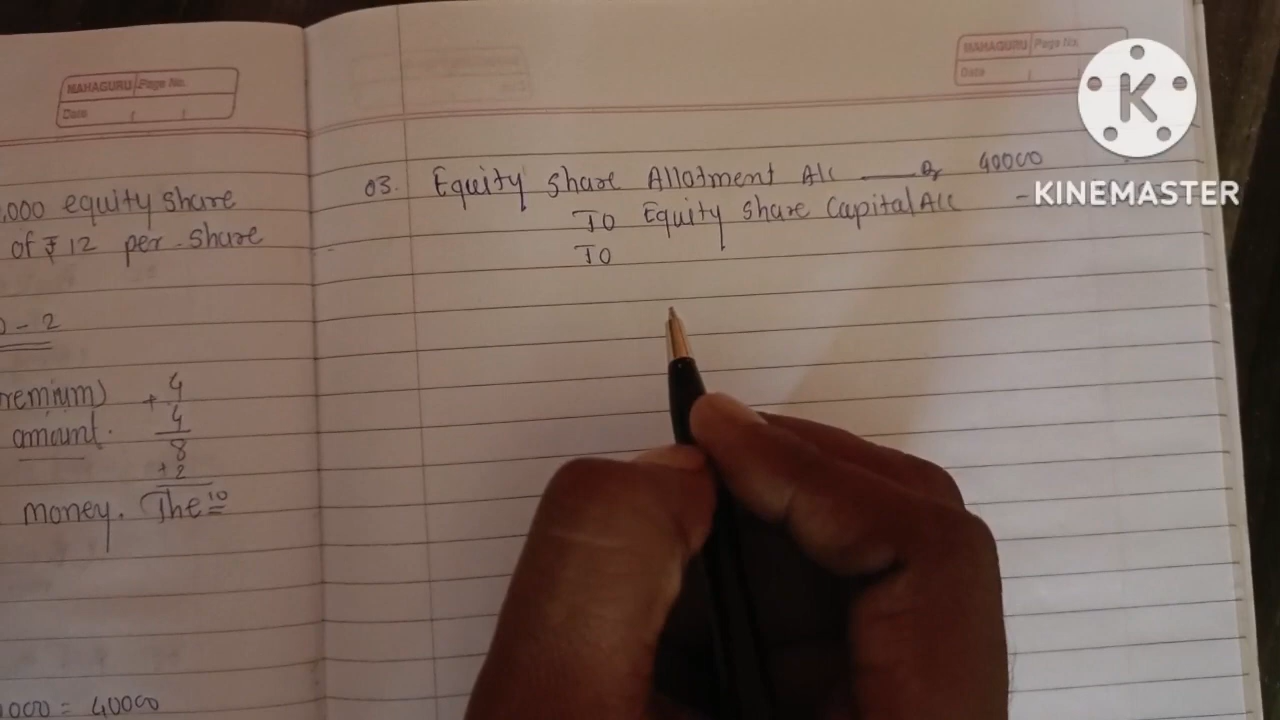 MAHAGURU Page No.
Date
,000 equity share
of ₹12 per share
0 - 2
remium) + 4
amount. 4
8
+ 2
money. The 10
000 = 40000
MAHAGURU Page No.
Date
K
KINEMASTER
03. Equity Share Allotment A/c Dr 40000
TO Equity Share Capital A/c -
TO